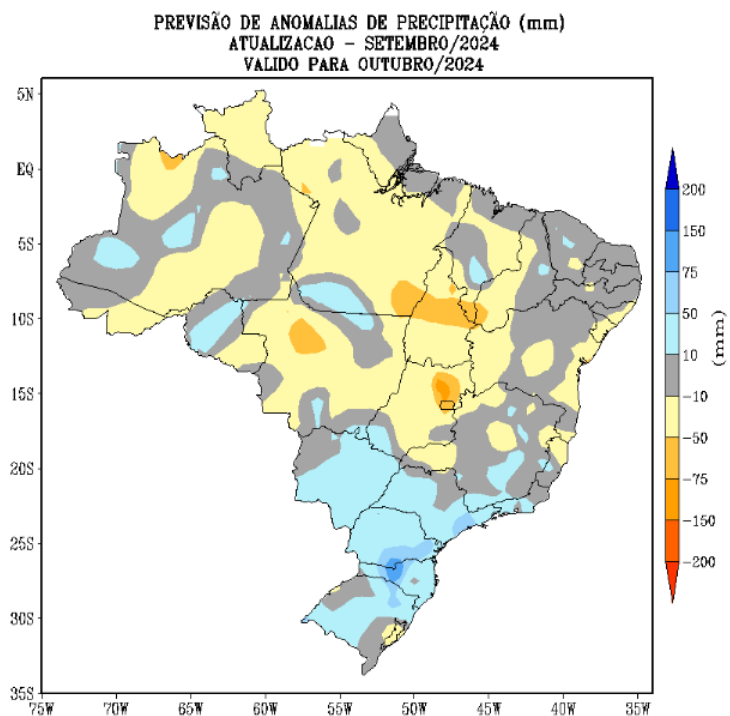 PREVISÃO DE ANOMALIAS DE PRECIPITAÇÃO (mm)
ATUALIZACAO - SETEMBRO/2024
VALIDO PARA OUTUBRO/2024
5N
EQ
5S
10S
15S
20S
25S
30S
35S
75W 70W 65W 60W 55W 50W 45W 40W 35W
200
150
75
50
10
-10
-50
-75
-150
-200
(mm)